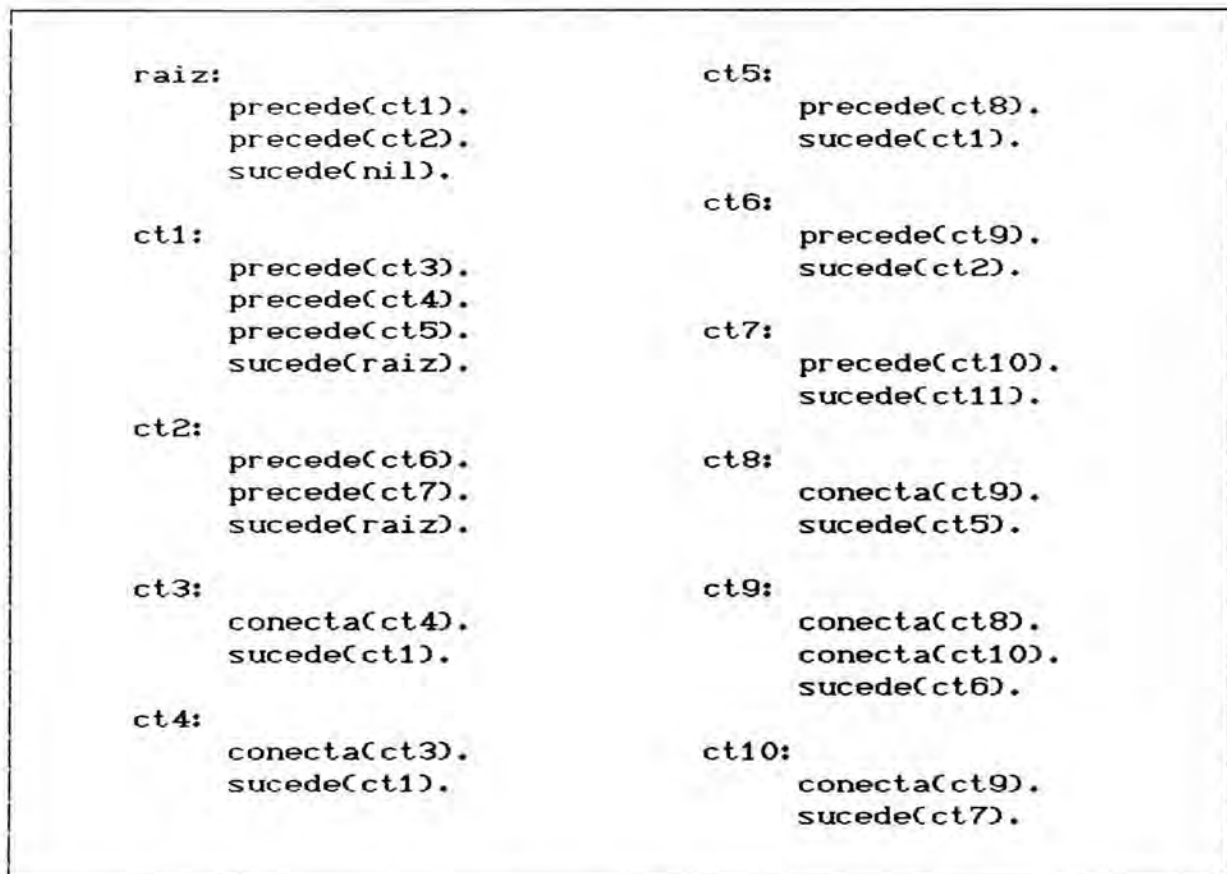 raiz:
precede(ct1).
precede(ct2).
sucede(nil).
ct1:
precede(ct3).
precede(ct4).
precede(ct5).
sucede(raiz).
ct2:
precede(ct6).
precede(ct7).
sucede(raiz).
ct3:
conecta(ct4).
sucede(ct1).
ct4:
conecta(ct3).
sucede(ct1).
ct5:
precede(ct8).
sucede(ct1).
ct6:
precede(ct9).
sucede(ct2).
ct7:
precede(ct10).
sucede(ct11).
ct8:
conecta(ct9).
sucede(ct5).
ct9:
conecta(ct8).
conecta(ct10).
sucede(ct6).
ct10:
conecta(ct9).
sucede(ct7).